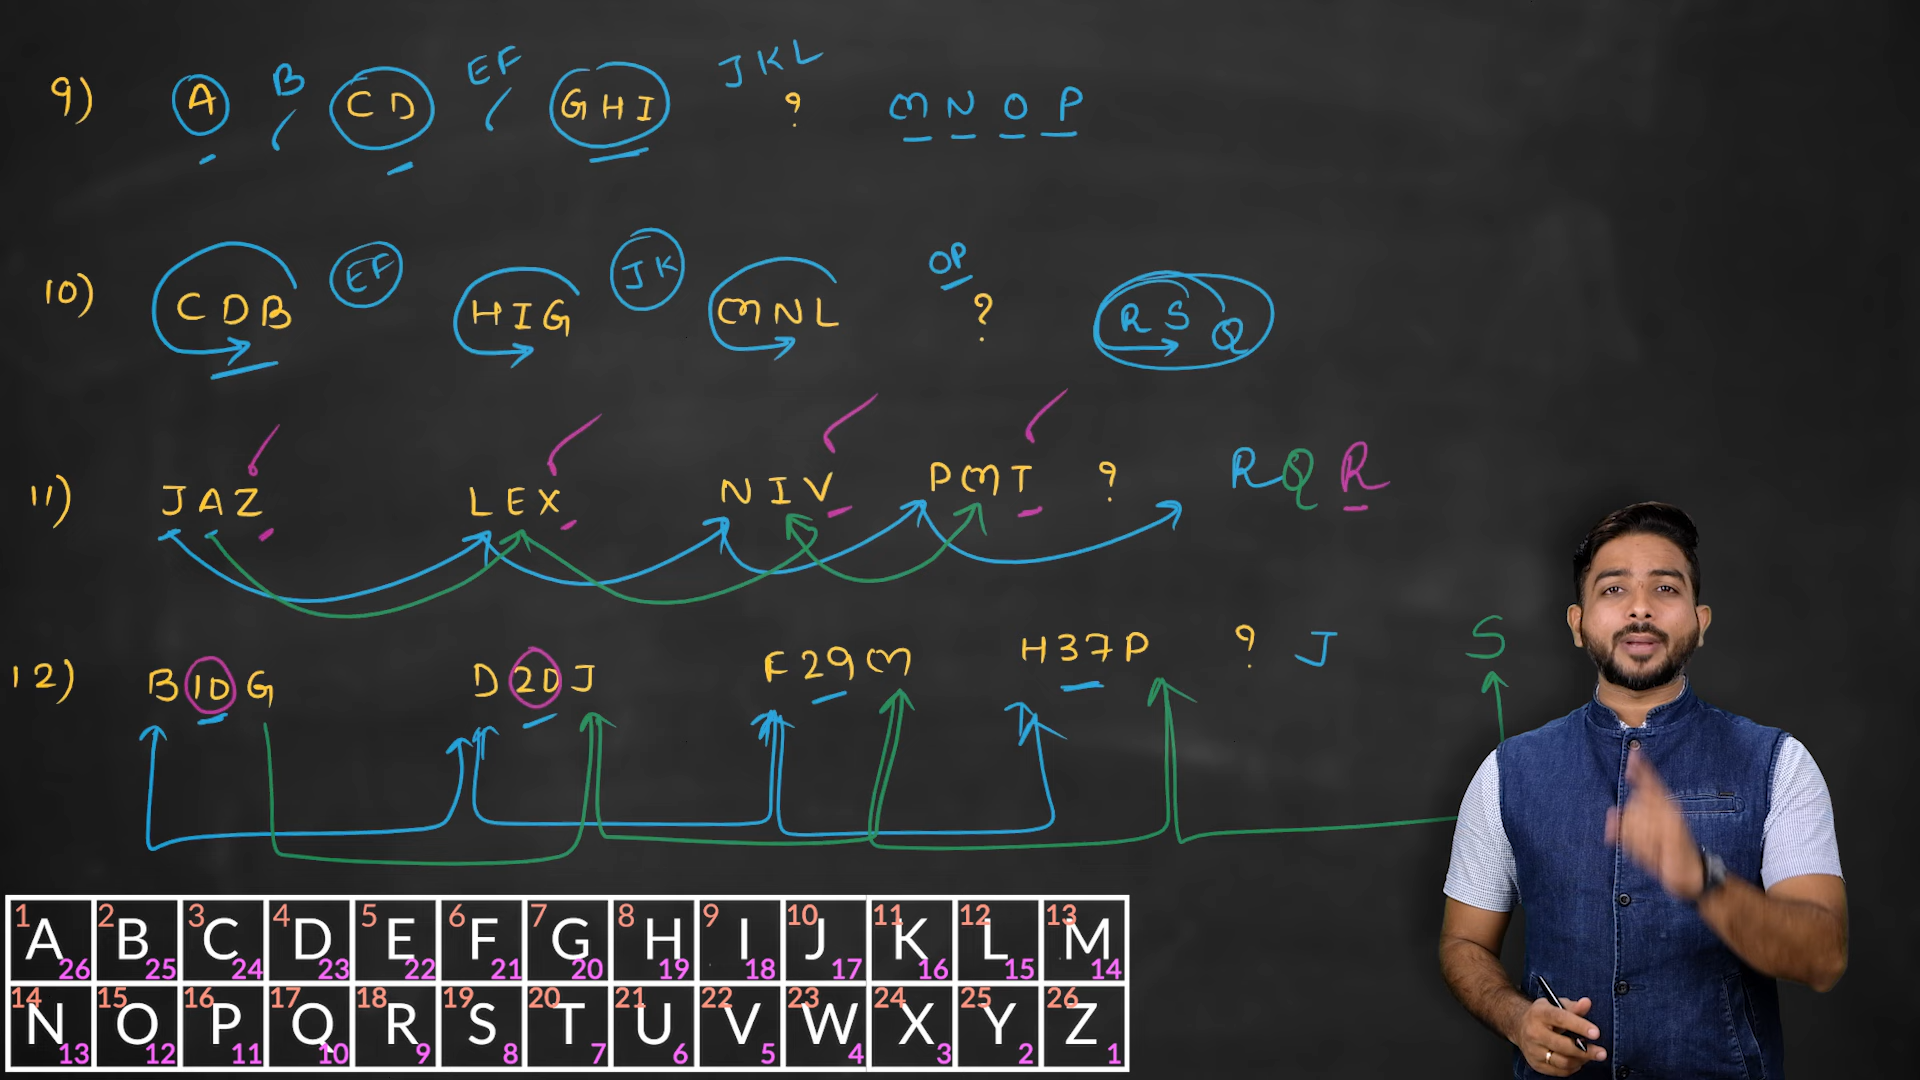 9) A B CD EF GHI JKL ? MNOP
10) CDB EF HIG JK MNL OP ? RSQ
11) JAZ LEX NIV PMT ? RQR
12) B10G D20J F29M H37P ? J S
1 A 26 2 B 25 3 C 24 4 D 23 5 E 22 6 F 21 7 G 20 8 H 19 9 I 18 10 J 17 11 K 16 12 L 15 13 M 14
14 N 13 15 O 12 16 P 11 17 Q 10 18 R 9 19 S 8 20 T 7 21 U 6 22 V 5 23 W 4 24 X 3 25 Y 2 26 Z 1